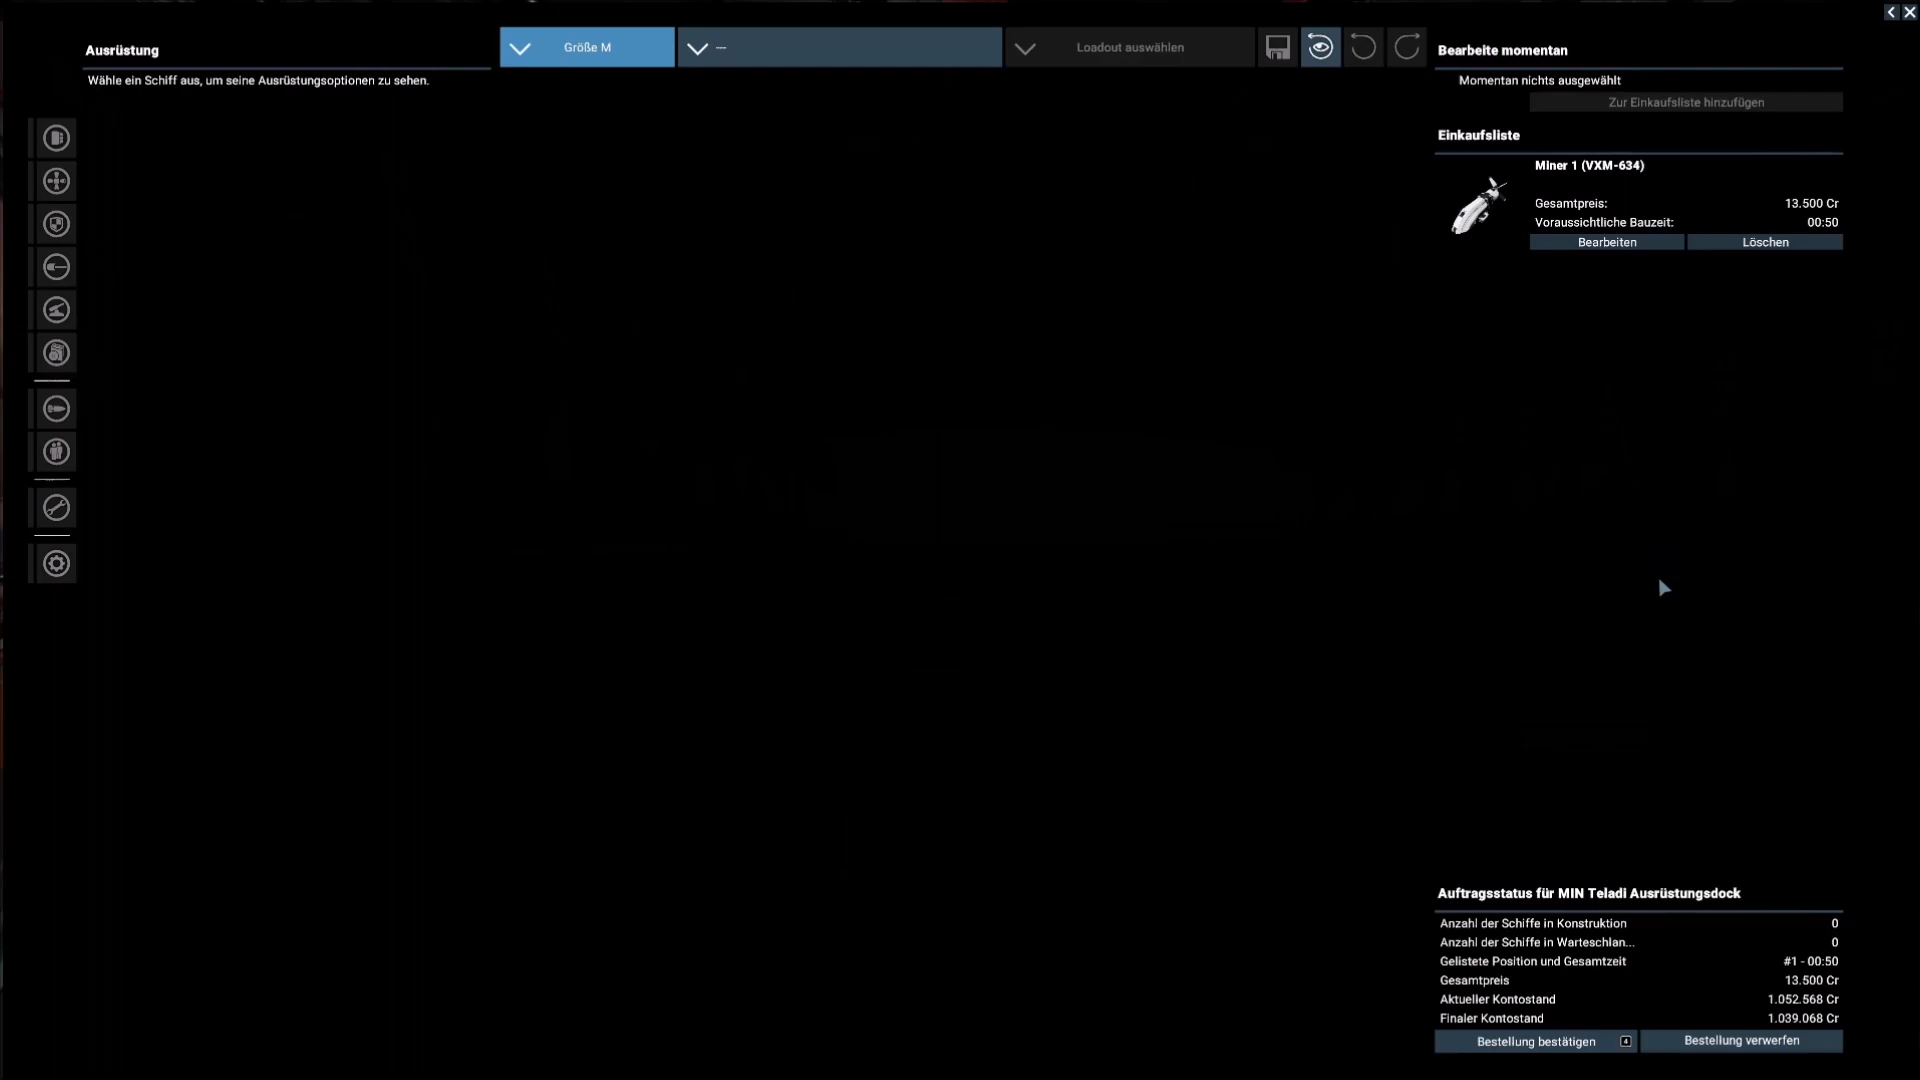 Ausrüstung
Wähle ein Schiff aus, um seine Ausrüstungsoptionen zu sehen.
Größe M
---
Loadout auswählen
Bearbeite momentan
Momentan nichts ausgewählt
Zur Einkaufsliste hinzufügen
Einkaufsliste
Miner 1 (VXM-634)
Gesamtpreis: 13.500 Cr
Voraussichtliche Bauzeit: 00:50
Bearbeiten Löschen
Auftragsstatus für MIN Teladi Ausrüstungsdock
Anzahl der Schiffe in Konstruktion 0
Anzahl der Schiffe in Warteschlan... 0
Gelistete Position und Gesamtzeit #1 - 00:50
Gesamtpreis 13.500 Cr
Aktueller Kontostand 1.052.568 Cr
Finaler Kontostand 1.039.068 Cr
Bestellung bestätigen 4 Bestellung verwerfen